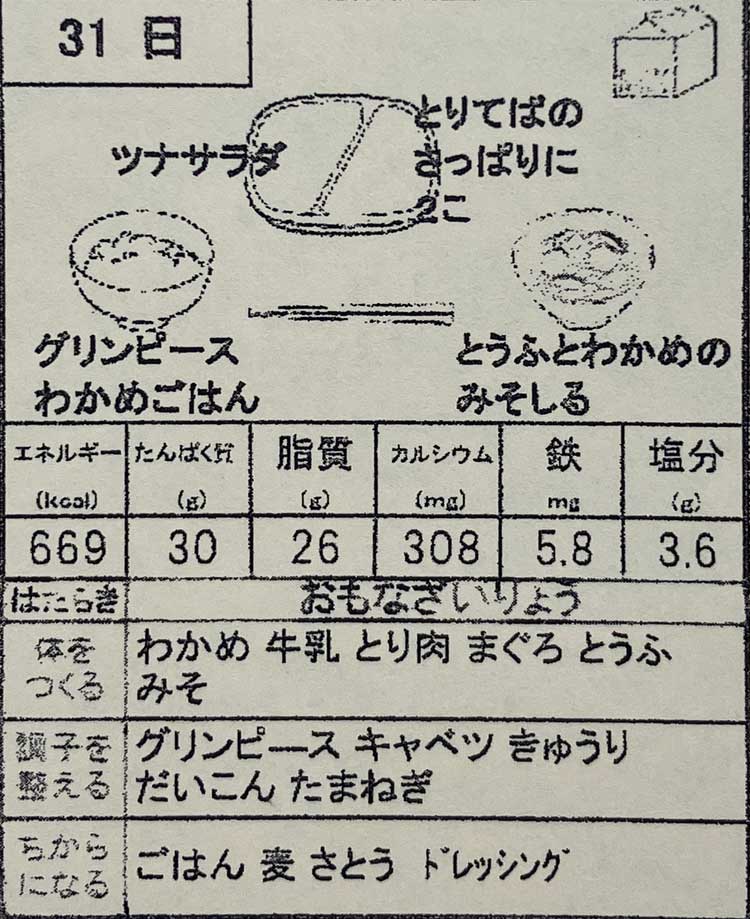 31 日
ツナサラダ
とりてばの
さっぱりに
2こ
グリンピース
わかめごはん
とうふとわかめの
みそしる
エネルギー たんぱく質 脂質 カルシウム 鉄 塩分
(kcal) (g) (g) (mg) mg (g)
669 30 26 308 5.8 3.6
はたらき おもなざいりょう
体を
つくる
わかめ 牛乳 とり肉 まぐろ とうふ
みそ
調子を
整える
グリンピース キャベツ きゅうり
だいこん たまねぎ
ちから
になる
ごはん 麦 さとう ドレッシング